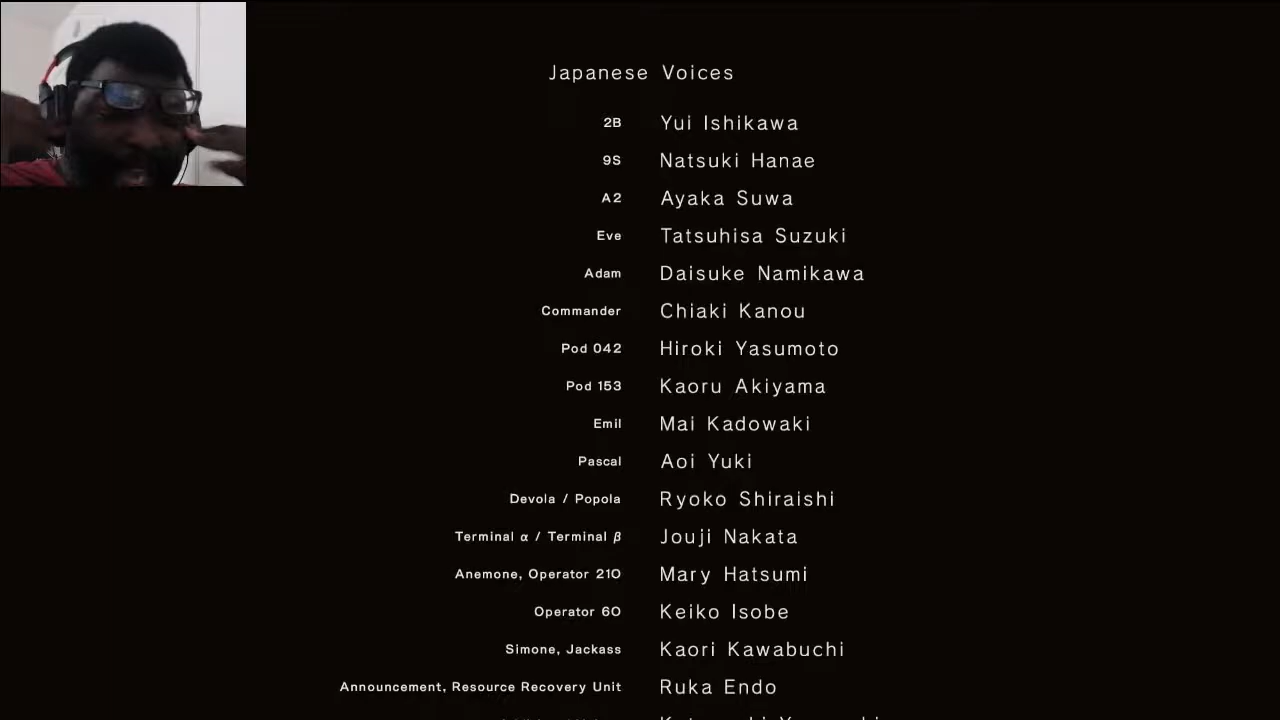 Japanese Voices
2B Yui Ishikawa
9S Natsuki Hanae
A2 Ayaka Suwa
Eve Tatsuhisa Suzuki
Adam Daisuke Namikawa
Commander Chiaki Kanou
Pod 042 Hiroki Yasumoto
Pod 153 Kaoru Akiyama
Emil Mai Kadowaki
Pascal Aoi Yuki
Devola / Popola Ryoko Shiraishi
Terminal α / Terminal β Jouji Nakata
Anemone, Operator 21O Mary Hatsumi
Operator 6O Keiko Isobe
Simone, Jackass Kaori Kawabuchi
Announcement, Resource Recovery Unit Ruka Endo